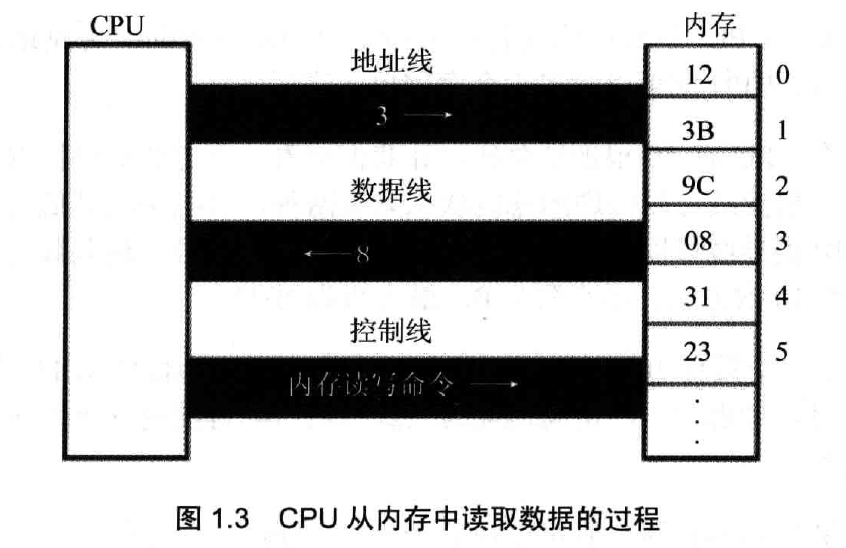 CPU
内存
地址线
12 0
3 →
3B 1
数据线
9C 2
←8
08 3
31 4
控制线
23 5
内存读写命令 →
图 1.3 CPU 从内存中读取数据的过程